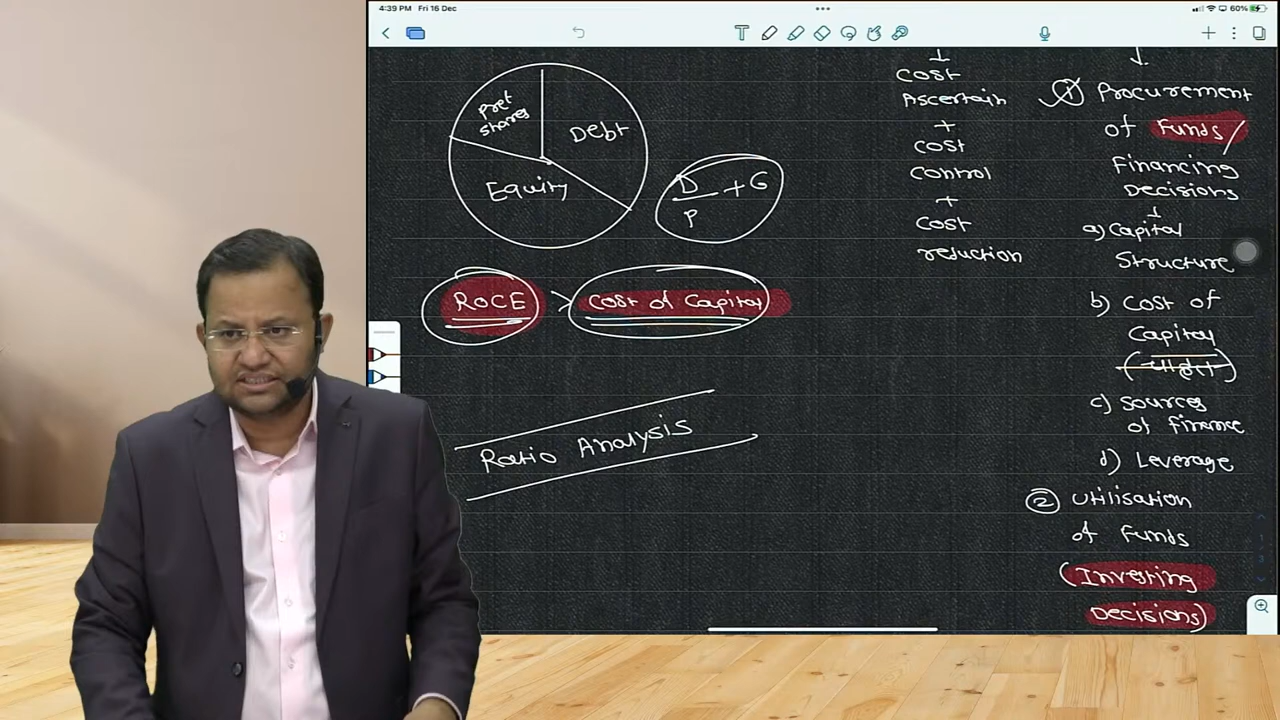 4:39 PM Fri 16 Dec
60%
Pref
shares
Debt
Equity
D/P + G
ROCE > Cost of Capital
Ratio Analysis
Cost
Ascertain
+
Cost
Control
+
Cost
reduction
① Procurement
of Funds/
Financing
Decisions
a) Capital
Structure
b) Cost of
Capital
c) Sources
of finance
d) Leverage
② Utilisation
of Funds
(Investing
Decisions)